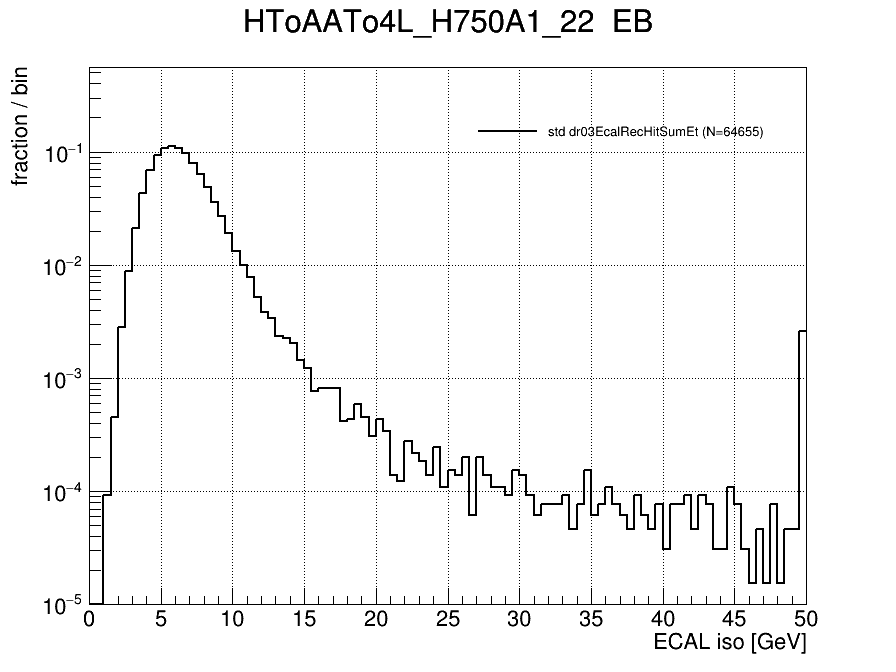 HToAATo4L_H750A1_22 EB
fraction / bin
std dr03EcalRecHitSumEt (N=64655)
10⁻¹
10⁻²
10⁻³
10⁻⁴
10⁻⁵
0 5 10 15 20 25 30 35 40 45 50
ECAL iso [GeV]